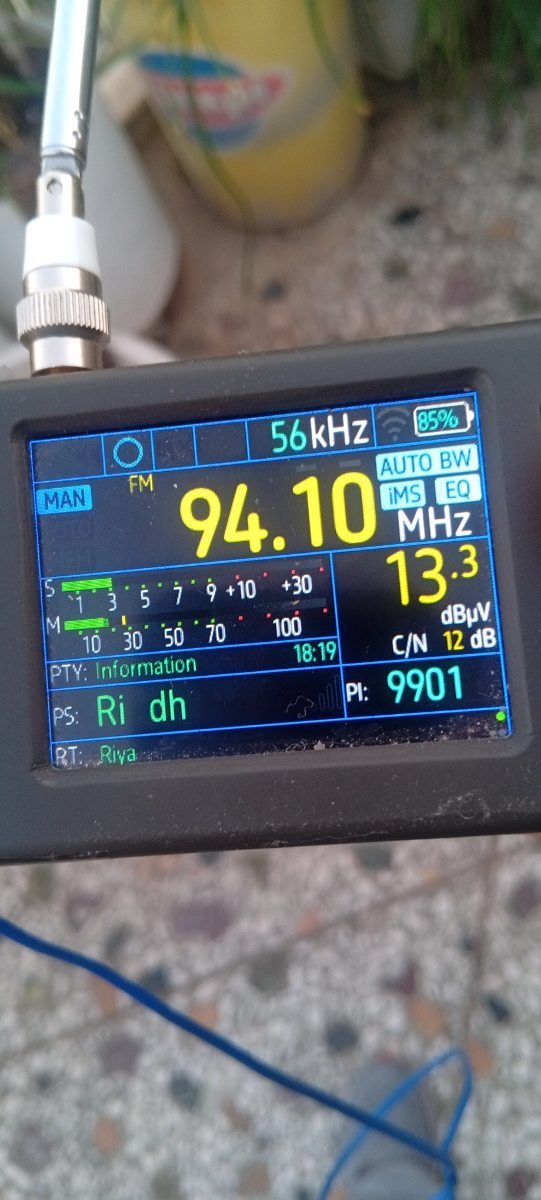 56kHz 85%
FM AUTO BW
MAN 94.10 iMS EQ
MHz
S 1 3 5 7 9 +10 +30 13.3
M 10 30 50 70 100 dBµV
C/N 12 dB
PTY: Information 18:19
PS: Ri dh PI: 9901
RT: Riya